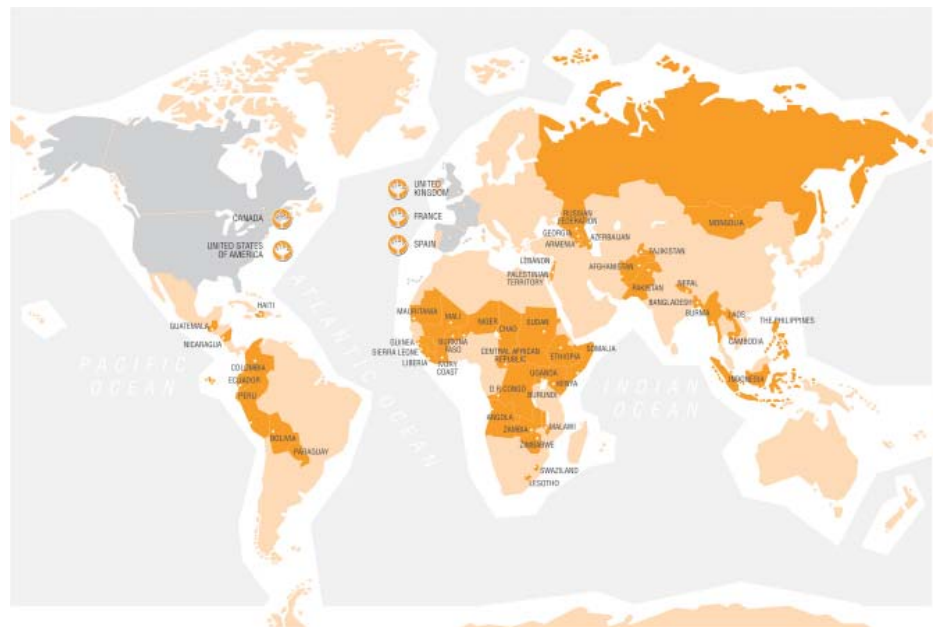 CANADA
UNITED STATES
OF AMERICA
UNITED
KINGDOM
FRANCE
SPAIN
RUSSIAN
FEDERATION
GEORGIA
ARMENIA
AZERBAIJAN
MONGOLIA
LEBANON
PALESTINIAN
TERRITORY
TAJIKISTAN
AFGHANISTAN
PAKISTAN
NEPAL
BANGLADESH
BURMA
LAOS
THE PHILIPPINES
CAMBODIA
INDONESIA
HAITI
GUATEMALA
NICARAGUA
COLOMBIA
ECUADOR
PERU
BOLIVIA
PARAGUAY
MAURITANIA
MALI
NIGER
CHAD
SUDAN
GUINEA
SIERRA LEONE
LIBERIA
BURKINA
FASO
IVORY
COAST
CENTRAL AFRICAN
REPUBLIC
ETHIOPIA
SOMALIA
UGANDA
KENYA
D.R.CONGO
BURUNDI
ANGOLA
ZAMBIA
MALAWI
ZIMBABWE
SWAZILAND
LESOTHO
PACIFIC
OCEAN
ATLANTIC OCEAN
INDIAN
OCEAN